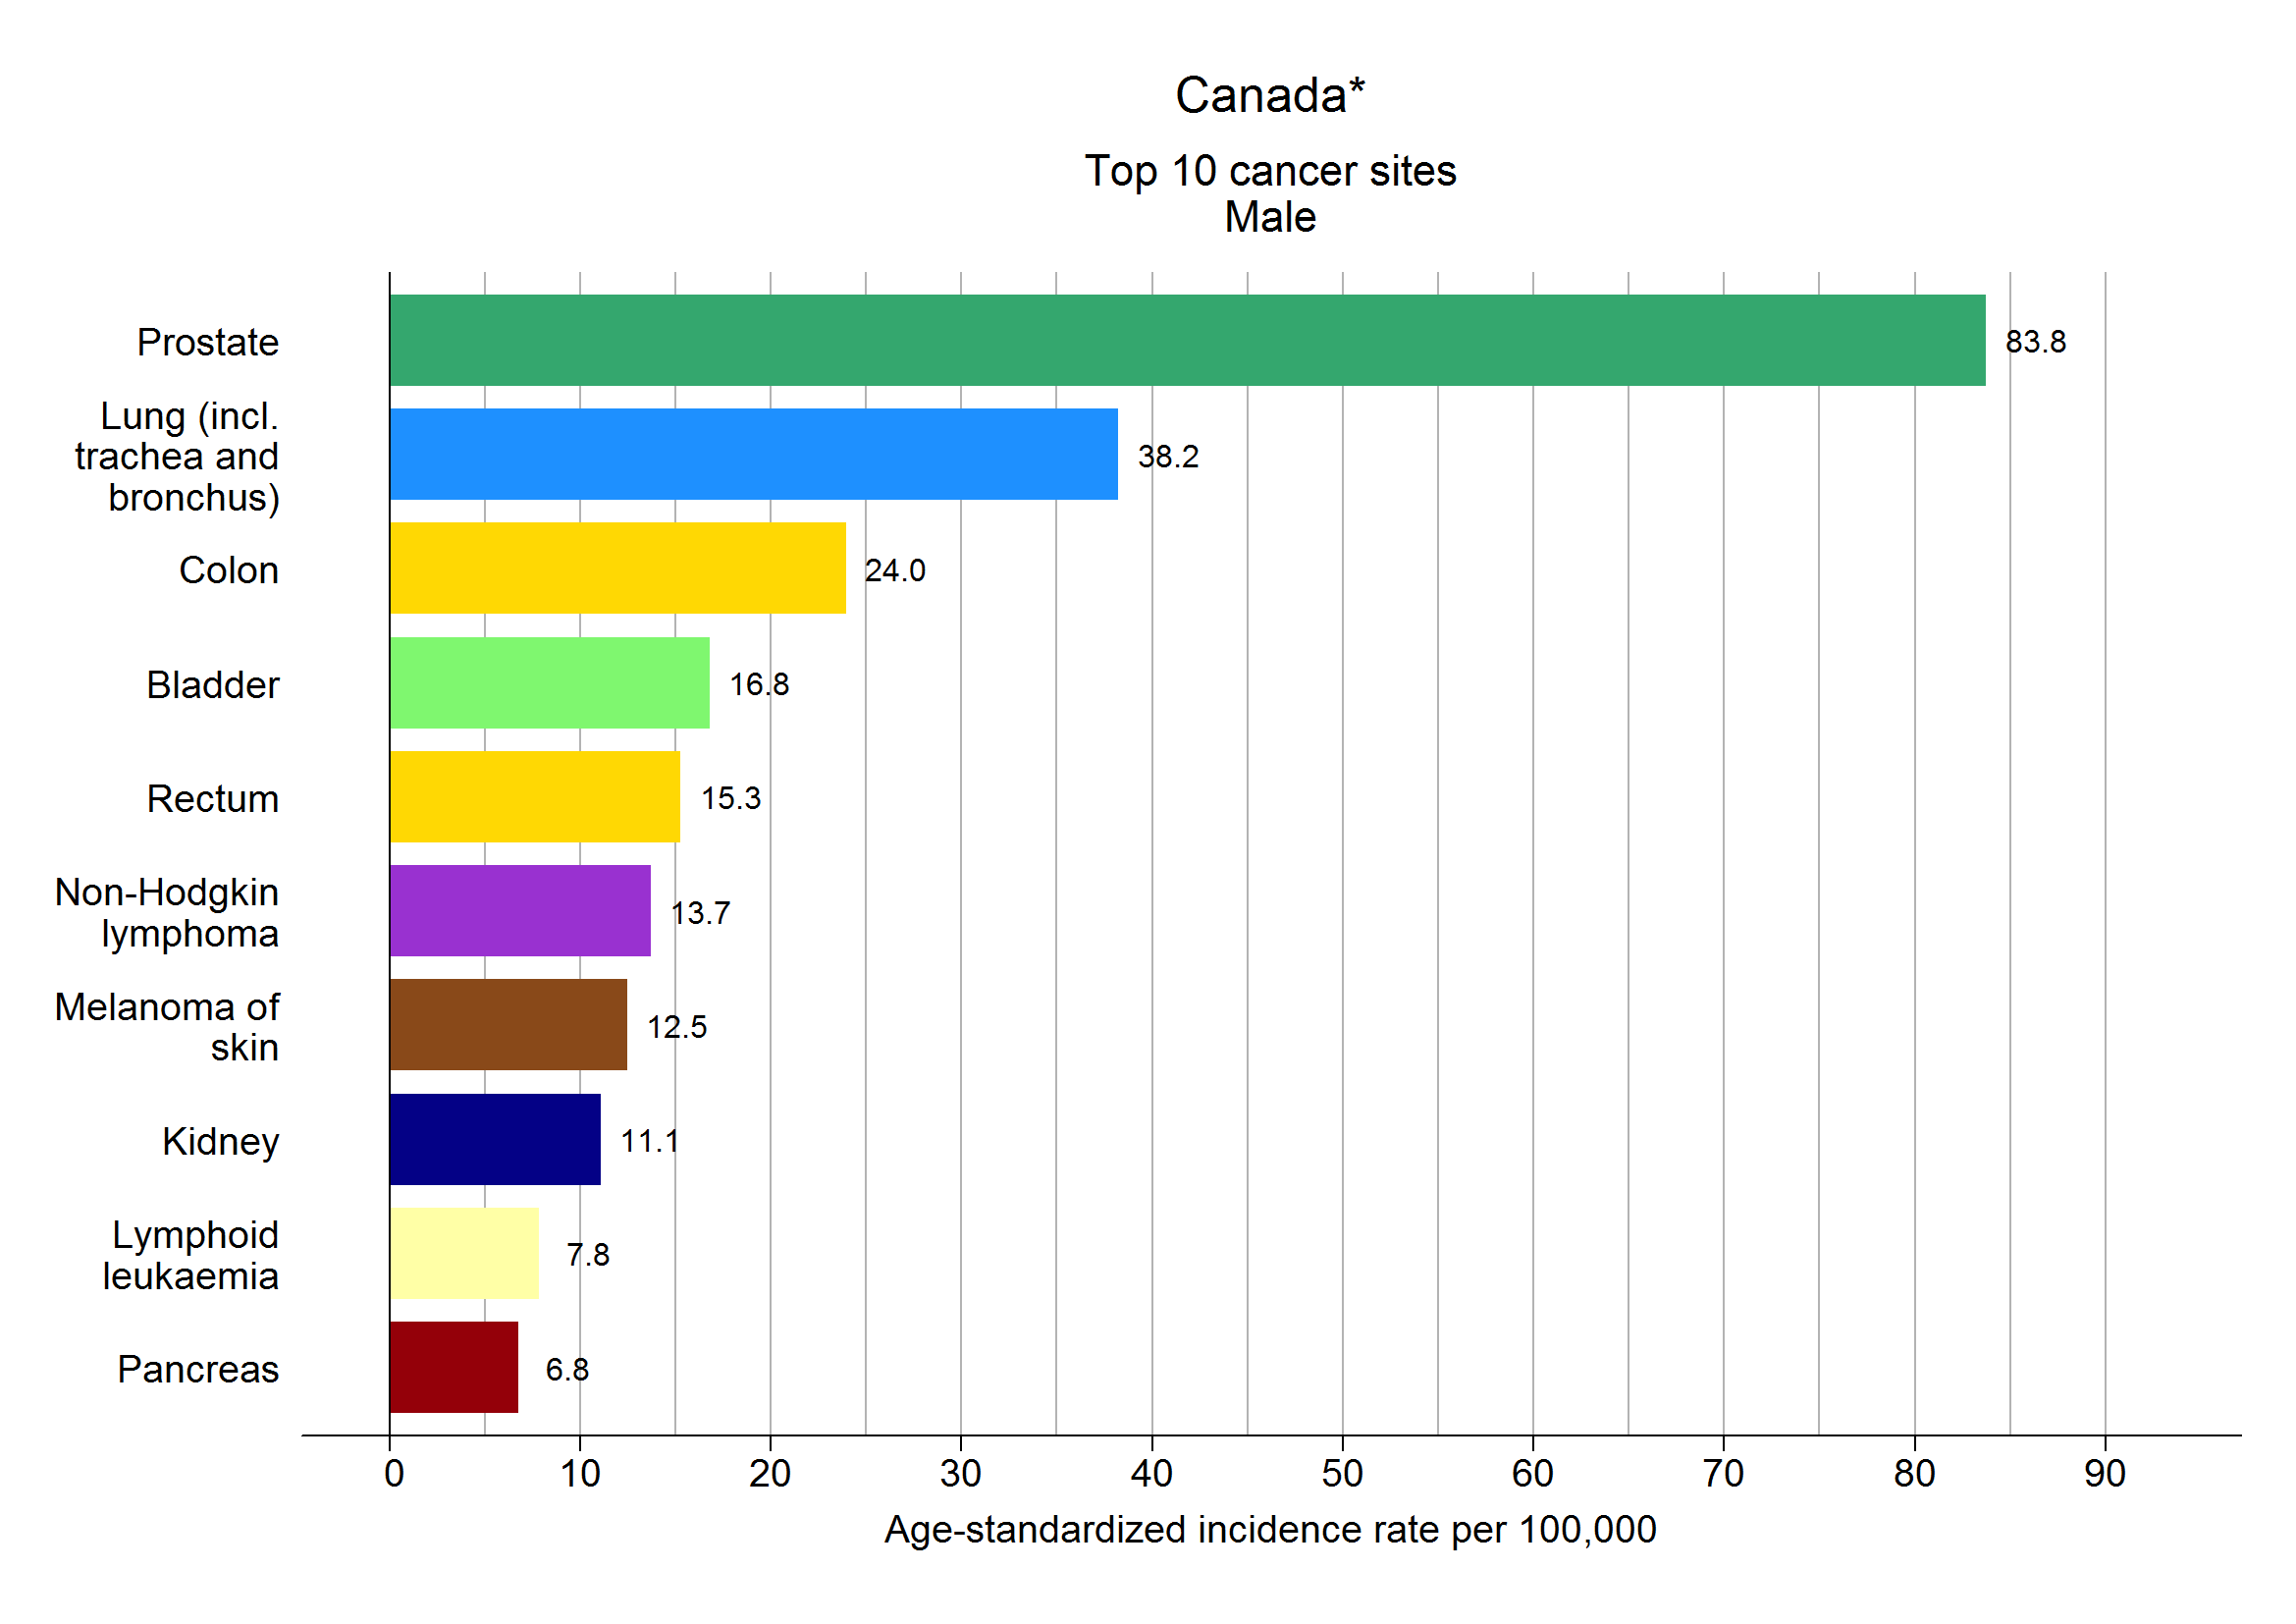 Canada*
Top 10 cancer sites
Male
Prostate
83.8
Lung (incl.
trachea and
bronchus)
38.2
Colon
24.0
Bladder
16.8
Rectum
15.3
Non-Hodgkin
lymphoma
13.7
Melanoma of
skin
12.5
Kidney
11.1
Lymphoid
leukaemia
7.8
Pancreas
6.8
0 10 20 30 40 50 60 70 80 90
Age-standardized incidence rate per 100,000